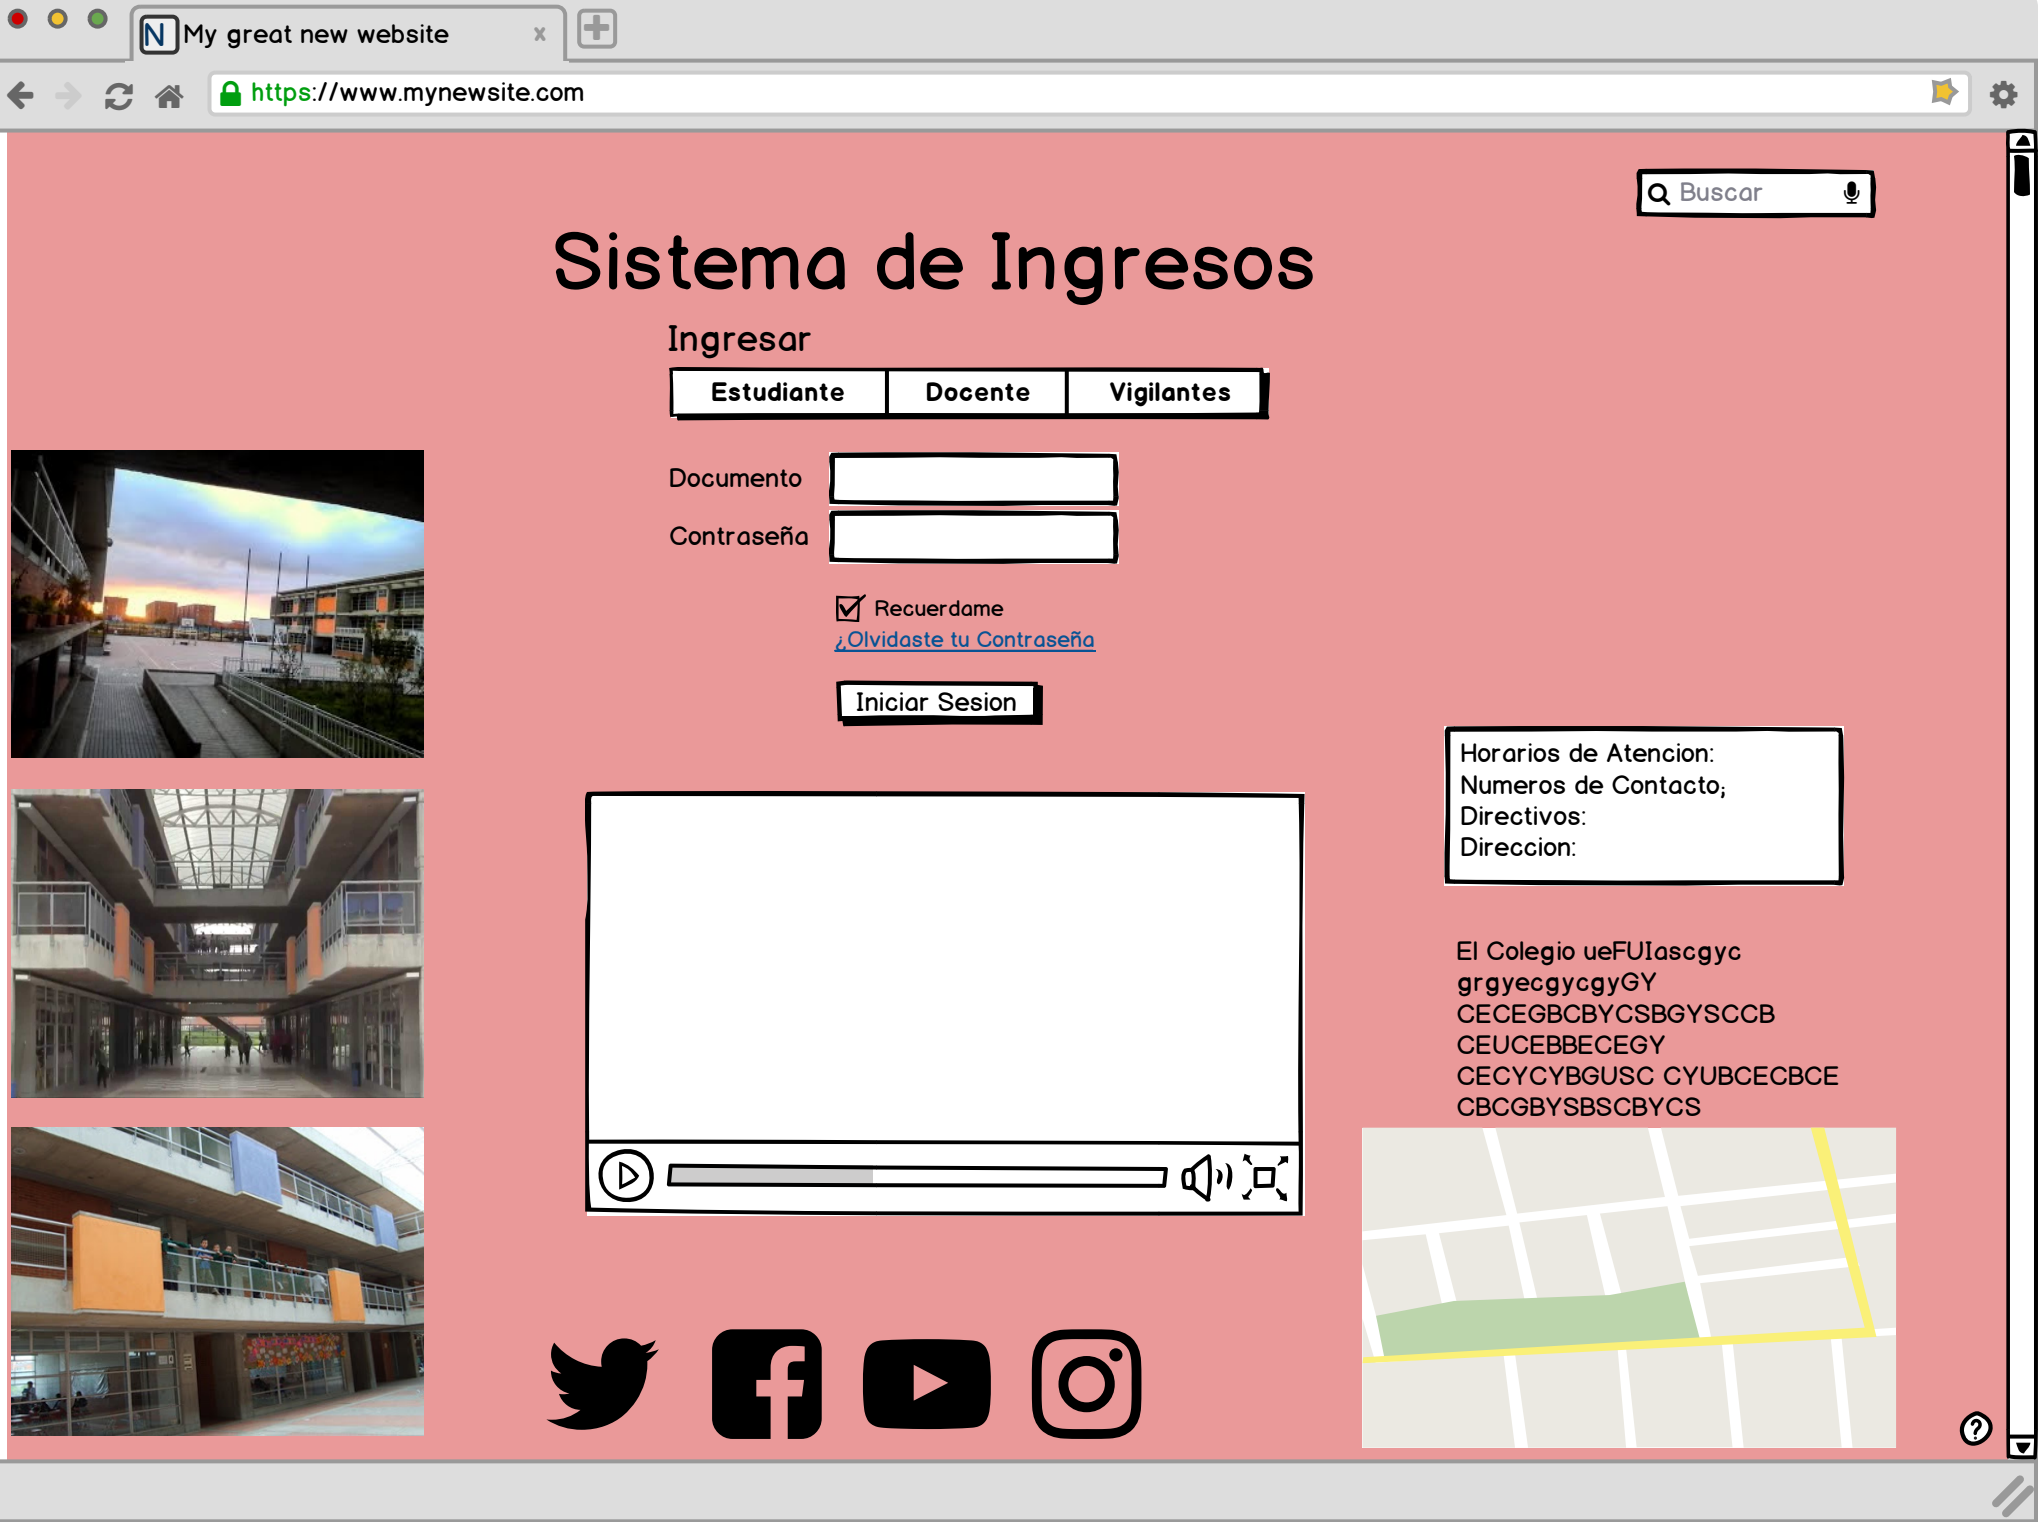 N My great new website x
https://www.mynewsite.com
Buscar
Sistema de Ingresos
Ingresar
Estudiante Docente Vigilantes
Documento
Contraseña
Recuerdame
¿Olvidaste tu Contraseña
Iniciar Sesion
Horarios de Atencion:
Numeros de Contacto;
Directivos:
Direccion:
El Colegio ueFUIascgyc
grgyecgycgyGY
CECEGBCBYCSBGYSCCB
CEUCEBBECEGY
CECYCYBGUSC CYUBCECBCE
CBCGBYSBSCBYCS
?